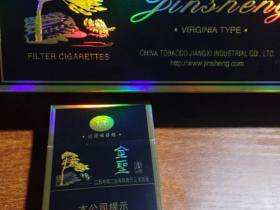 Jinsheng
· VIRGINIA TYPE ·
FILTER CIGARETTES
CHINA TOBACCO JIANGXI INDUSTRIAL CO., LTD.
http://www.jinsheng.com
金圣
本公司提示